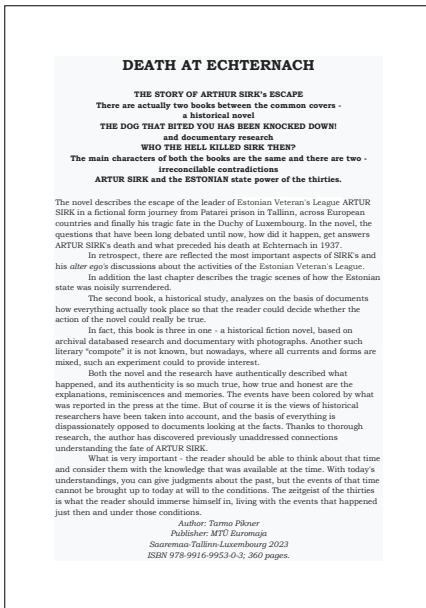 DEATH AT ECHTERNACH
THE STORY OF ARTHUR SIRK's ESCAPE
There are actually two books between the common covers -
a historical novel
THE DOG THAT BITED YOU HAS BEEN KNOCKED DOWN!
and documentary research
WHO THE HELL KILLED SIRK THEN?
The main characters of both the books are the same and there are two -
irreconcilable contradictions
ARTUR SIRK and the ESTONIAN state power of the thirties.
The novel describes the escape of the leader of Estonian Veteran's League ARTUR
SIRK in a fictional form journey from Patarei prison in Tallinn, across European
countries and finally his tragic fate in the Duchy of Luxembourg. In the novel, the
questions that have been long debated until now, how did it happen, get answers
ARTUR SIRK's death and what preceded his death at Echternach in 1937.
In retrospect, there are reflected the most important aspects of SIRK's and
his alter ego's discussions about the activities of the Estonian Veteran's League.
In addition the last chapter describes the tragic scenes of how the Estonian
state was noisily surrendered.
The second book, a historical study, analyzes on the basis of documents
how everything actually took place so that the reader could decide whether the
action of the novel could really be true.
In fact, this book is three in one - a historical fiction novel, based on
archival databased research and documentary with photographs. Another such
literary "compote" it is not known, but nowadays, where all currents and forms are
mixed, such an experiment could to provide interest.
Both the novel and the research have authentically described what
happened, and its authenticity is so much true, how true and honest are the
explanations, reminiscences and memories. The events have been colored by what
was reported in the press at the time. But of course it is the views of historical
researchers have been taken into account, and the basis of everything is
dispassionately opposed to documents looking at the facts. Thanks to thorough
research, the author has discovered previously unaddressed connections
understanding the fate of ARTUR SIRK.
What is very important - the reader should be able to think about that time
and consider them with the knowledge that was available at the time. With today's
understandings, you can give judgments about the past, but the events of that time
cannot be brought up to today at will to the conditions. The zeitgeist of the thirties
is what the reader should immerse himself in, living with the events that happened
just then and under those conditions.
Author: Tarmo Pikner
Publisher: MTÜ Euromaja
Saaremaa-Tallinn-Luxembourg 2023
ISBN 978-9916-9953-0-3; 360 pages.